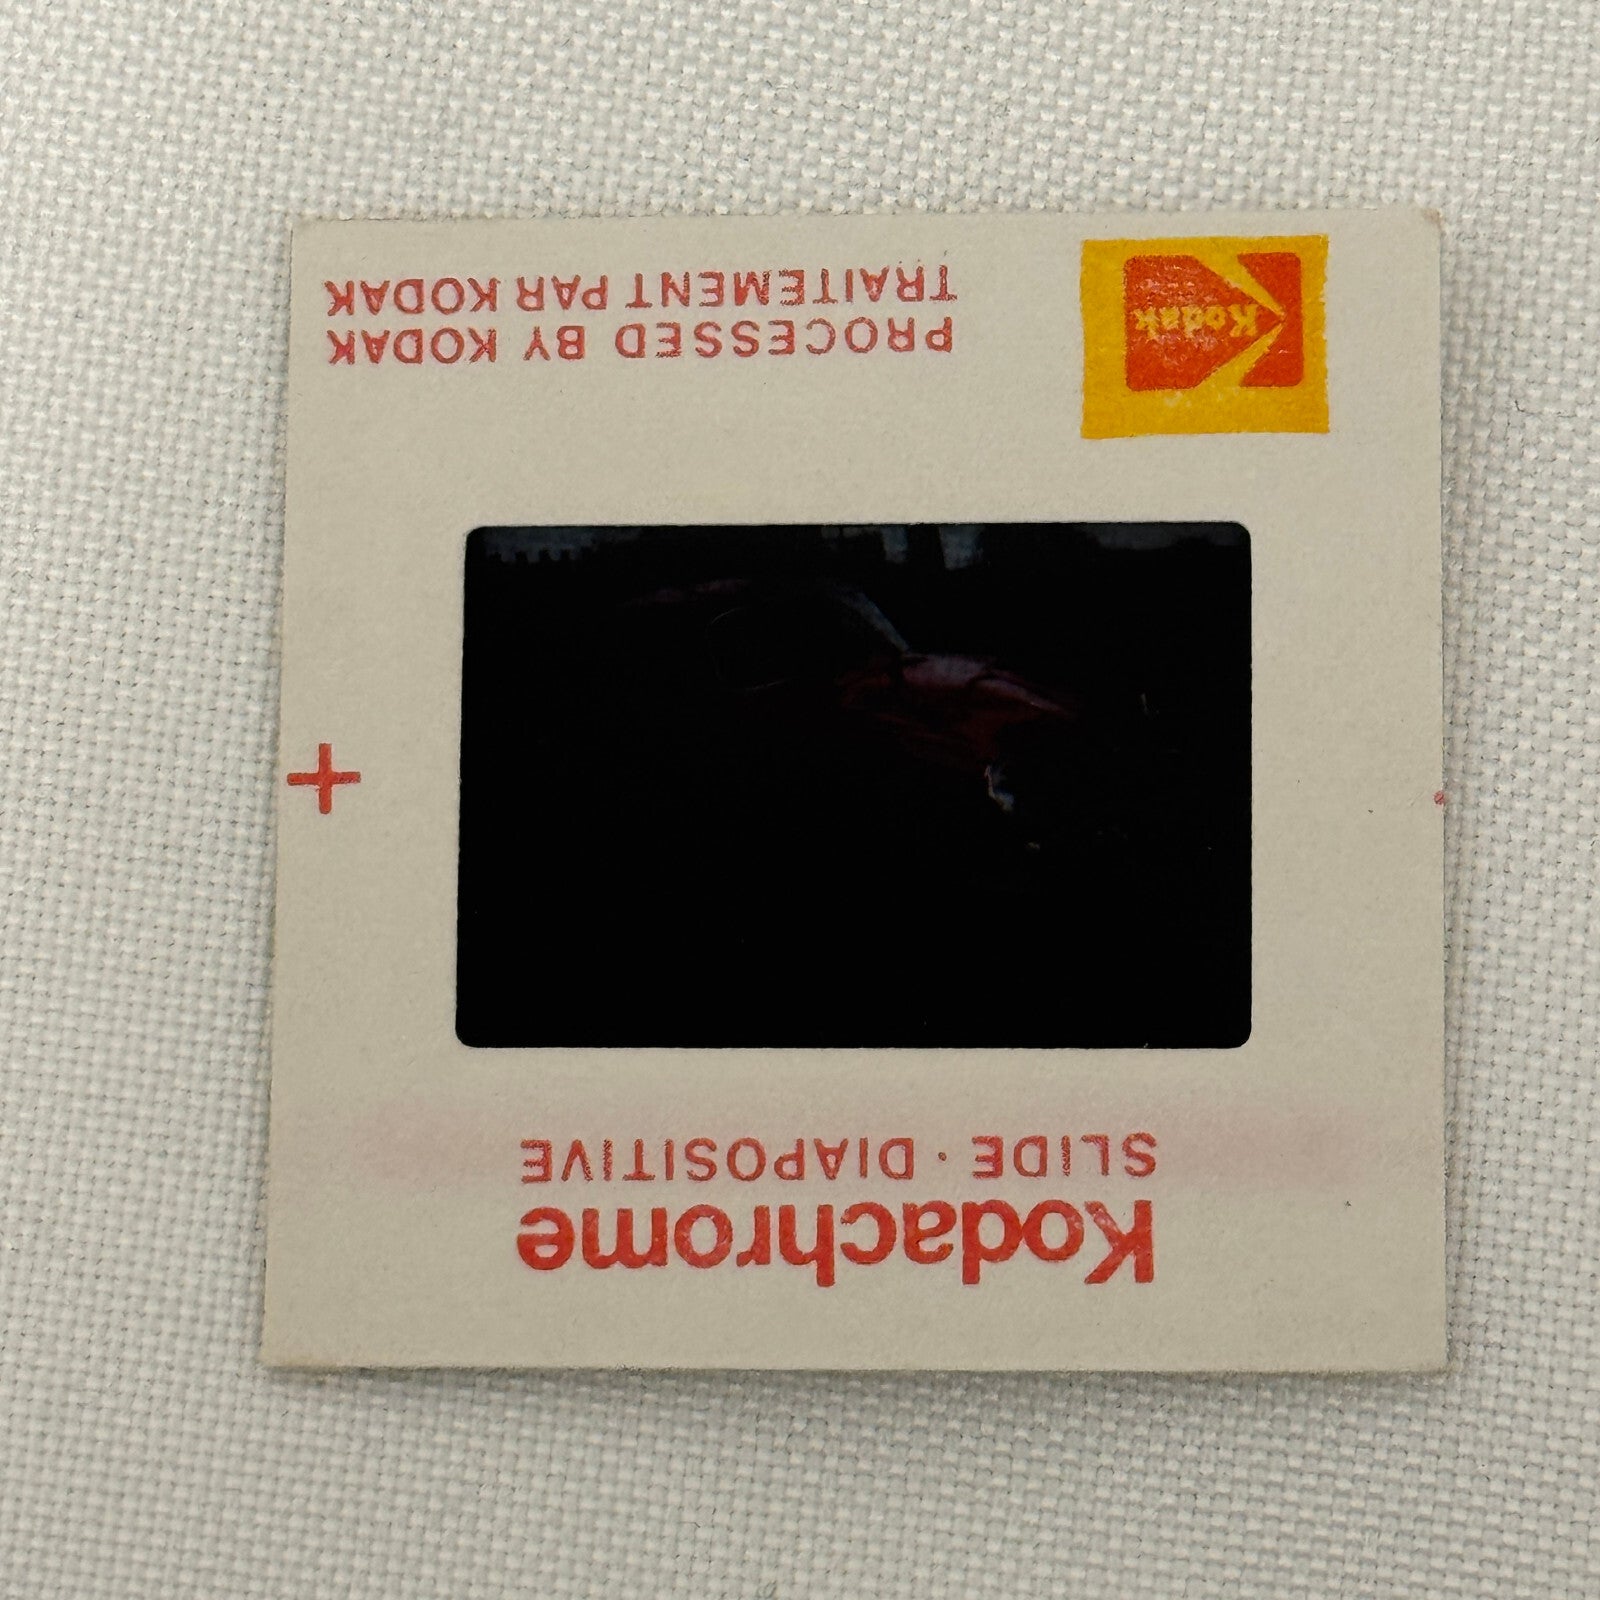 Kodachrome
SLIDE · DIAPOSITIVE
Kodak
PROCESSED BY KODAK
TRAITEMENT PAR KODAK